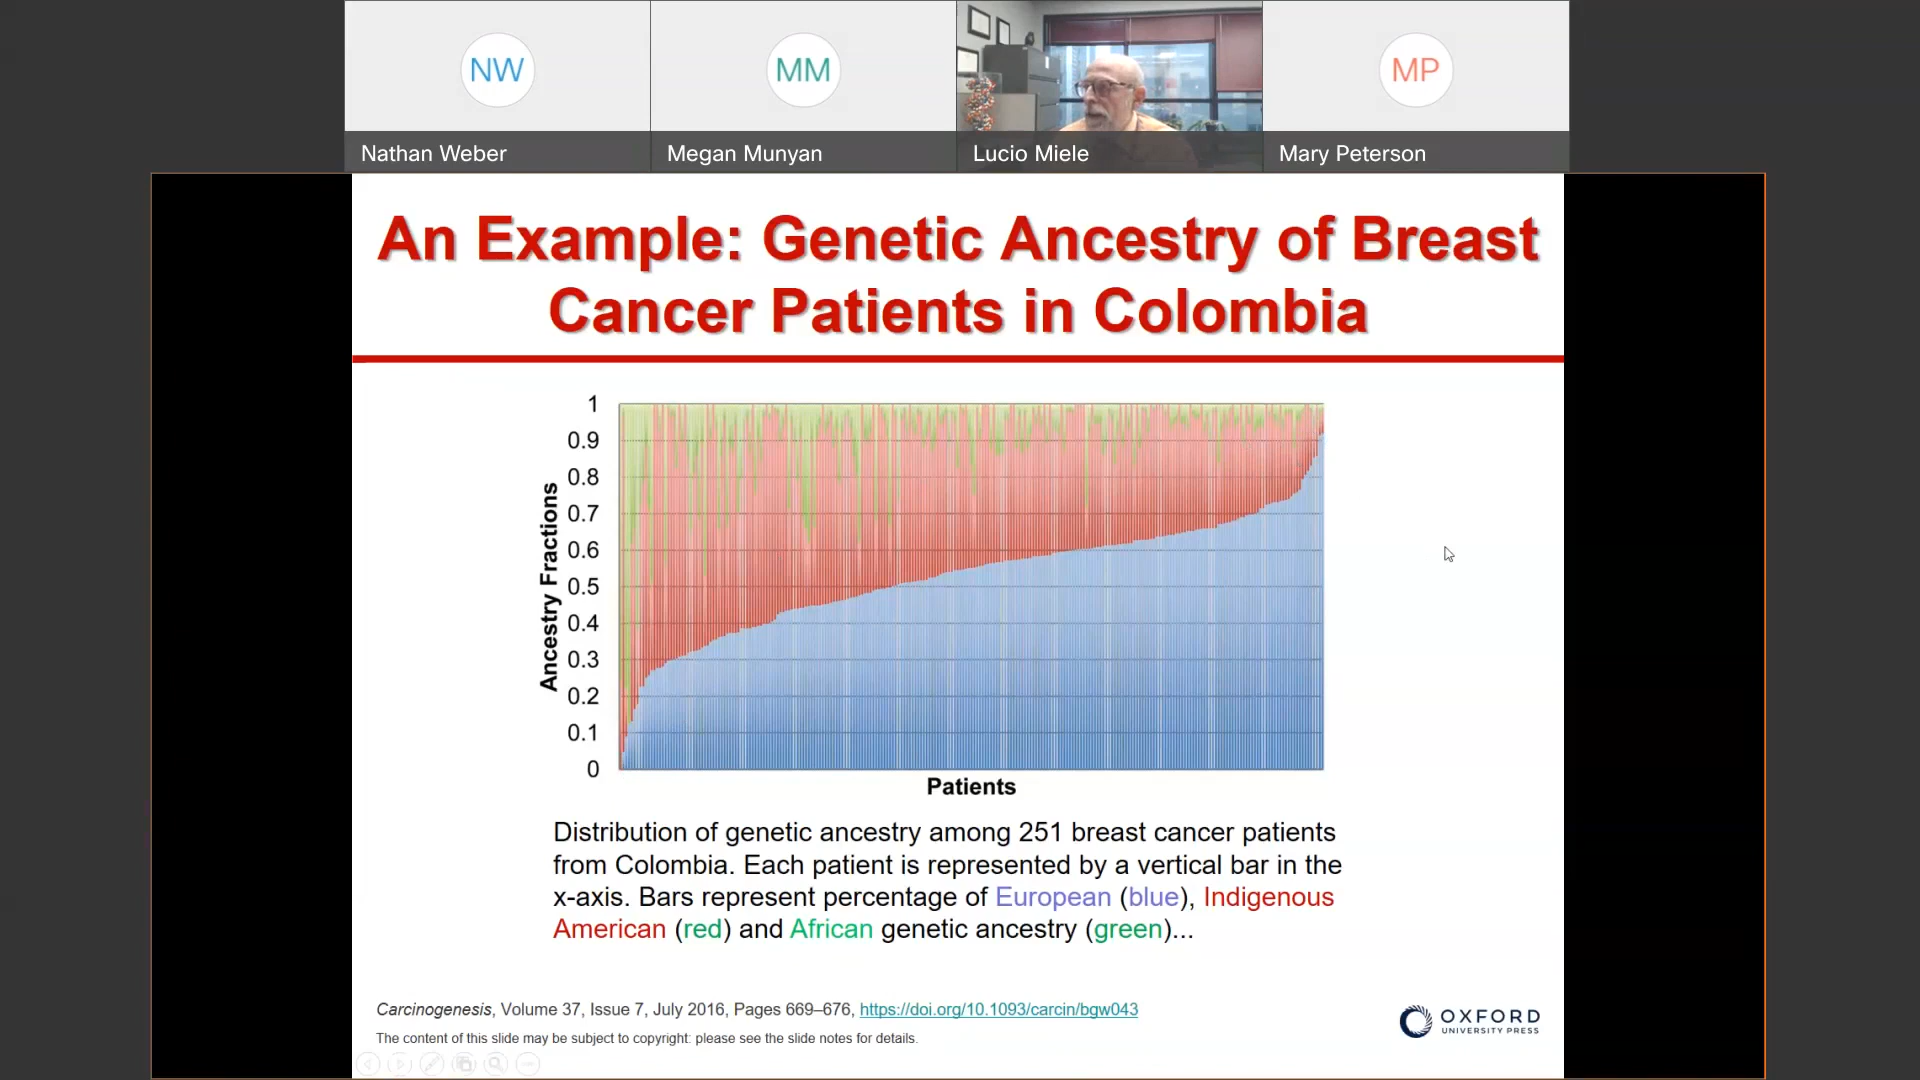 NW
MM
MP
Nathan Weber
Megan Munyan
Lucio Miele
Mary Peterson
An Example: Genetic Ancestry of Breast
Cancer Patients in Colombia
1
0.9
0.8
0.7
0.6
0.5
0.4
0.3
0.2
0.1
0
Ancestry Fractions
Patients
Distribution of genetic ancestry among 251 breast cancer patients
from Colombia. Each patient is represented by a vertical bar in the
x-axis. Bars represent percentage of European (blue), Indigenous
American (red) and African genetic ancestry (green)...
Carcinogenesis, Volume 37, Issue 7, July 2016, Pages 669–676, https://doi.org/10.1093/carcin/bgw043
The content of this slide may be subject to copyright: please see the slide notes for details.
OXFORD
UNIVERSITY PRESS